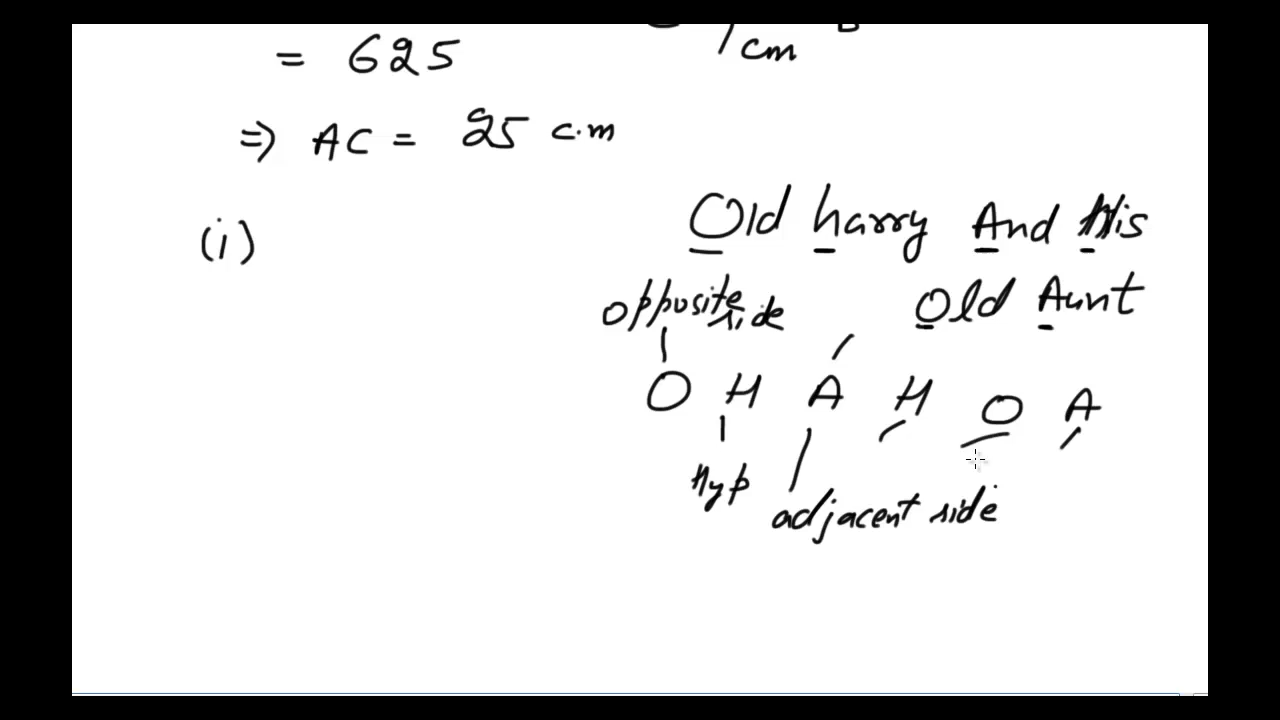 = 625
cm
⇒ AC = 25 c.m
(i)
Old harry And His
Old Aunt
opposite
side
O H A H O A
Hyp
adjacent side